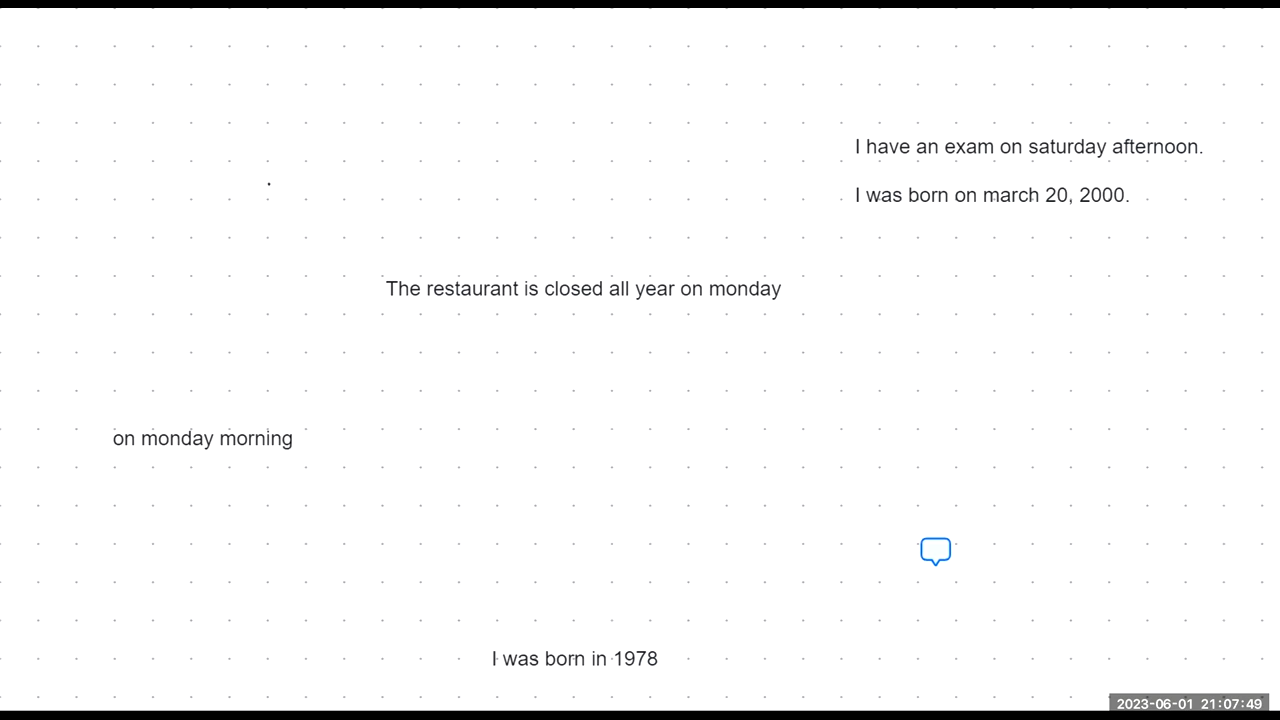 I have an exam on saturday afternoon.
I was born on march 20, 2000.
The restaurant is closed all year on monday
on monday morning
I was born in 1978
2023-06-01 21:07:49